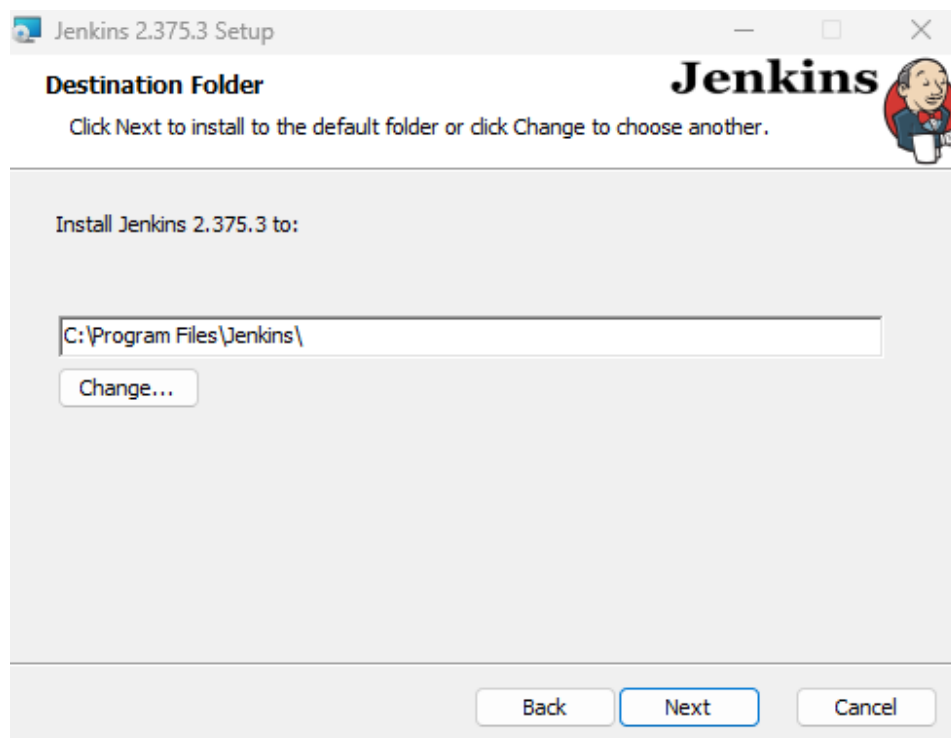 Jenkins 2.375.3 Setup
Destination Folder
Jenkins
Click Next to install to the default folder or click Change to choose another.
Install Jenkins 2.375.3 to:
C:\Program Files\Jenkins\
Change...
Back Next Cancel